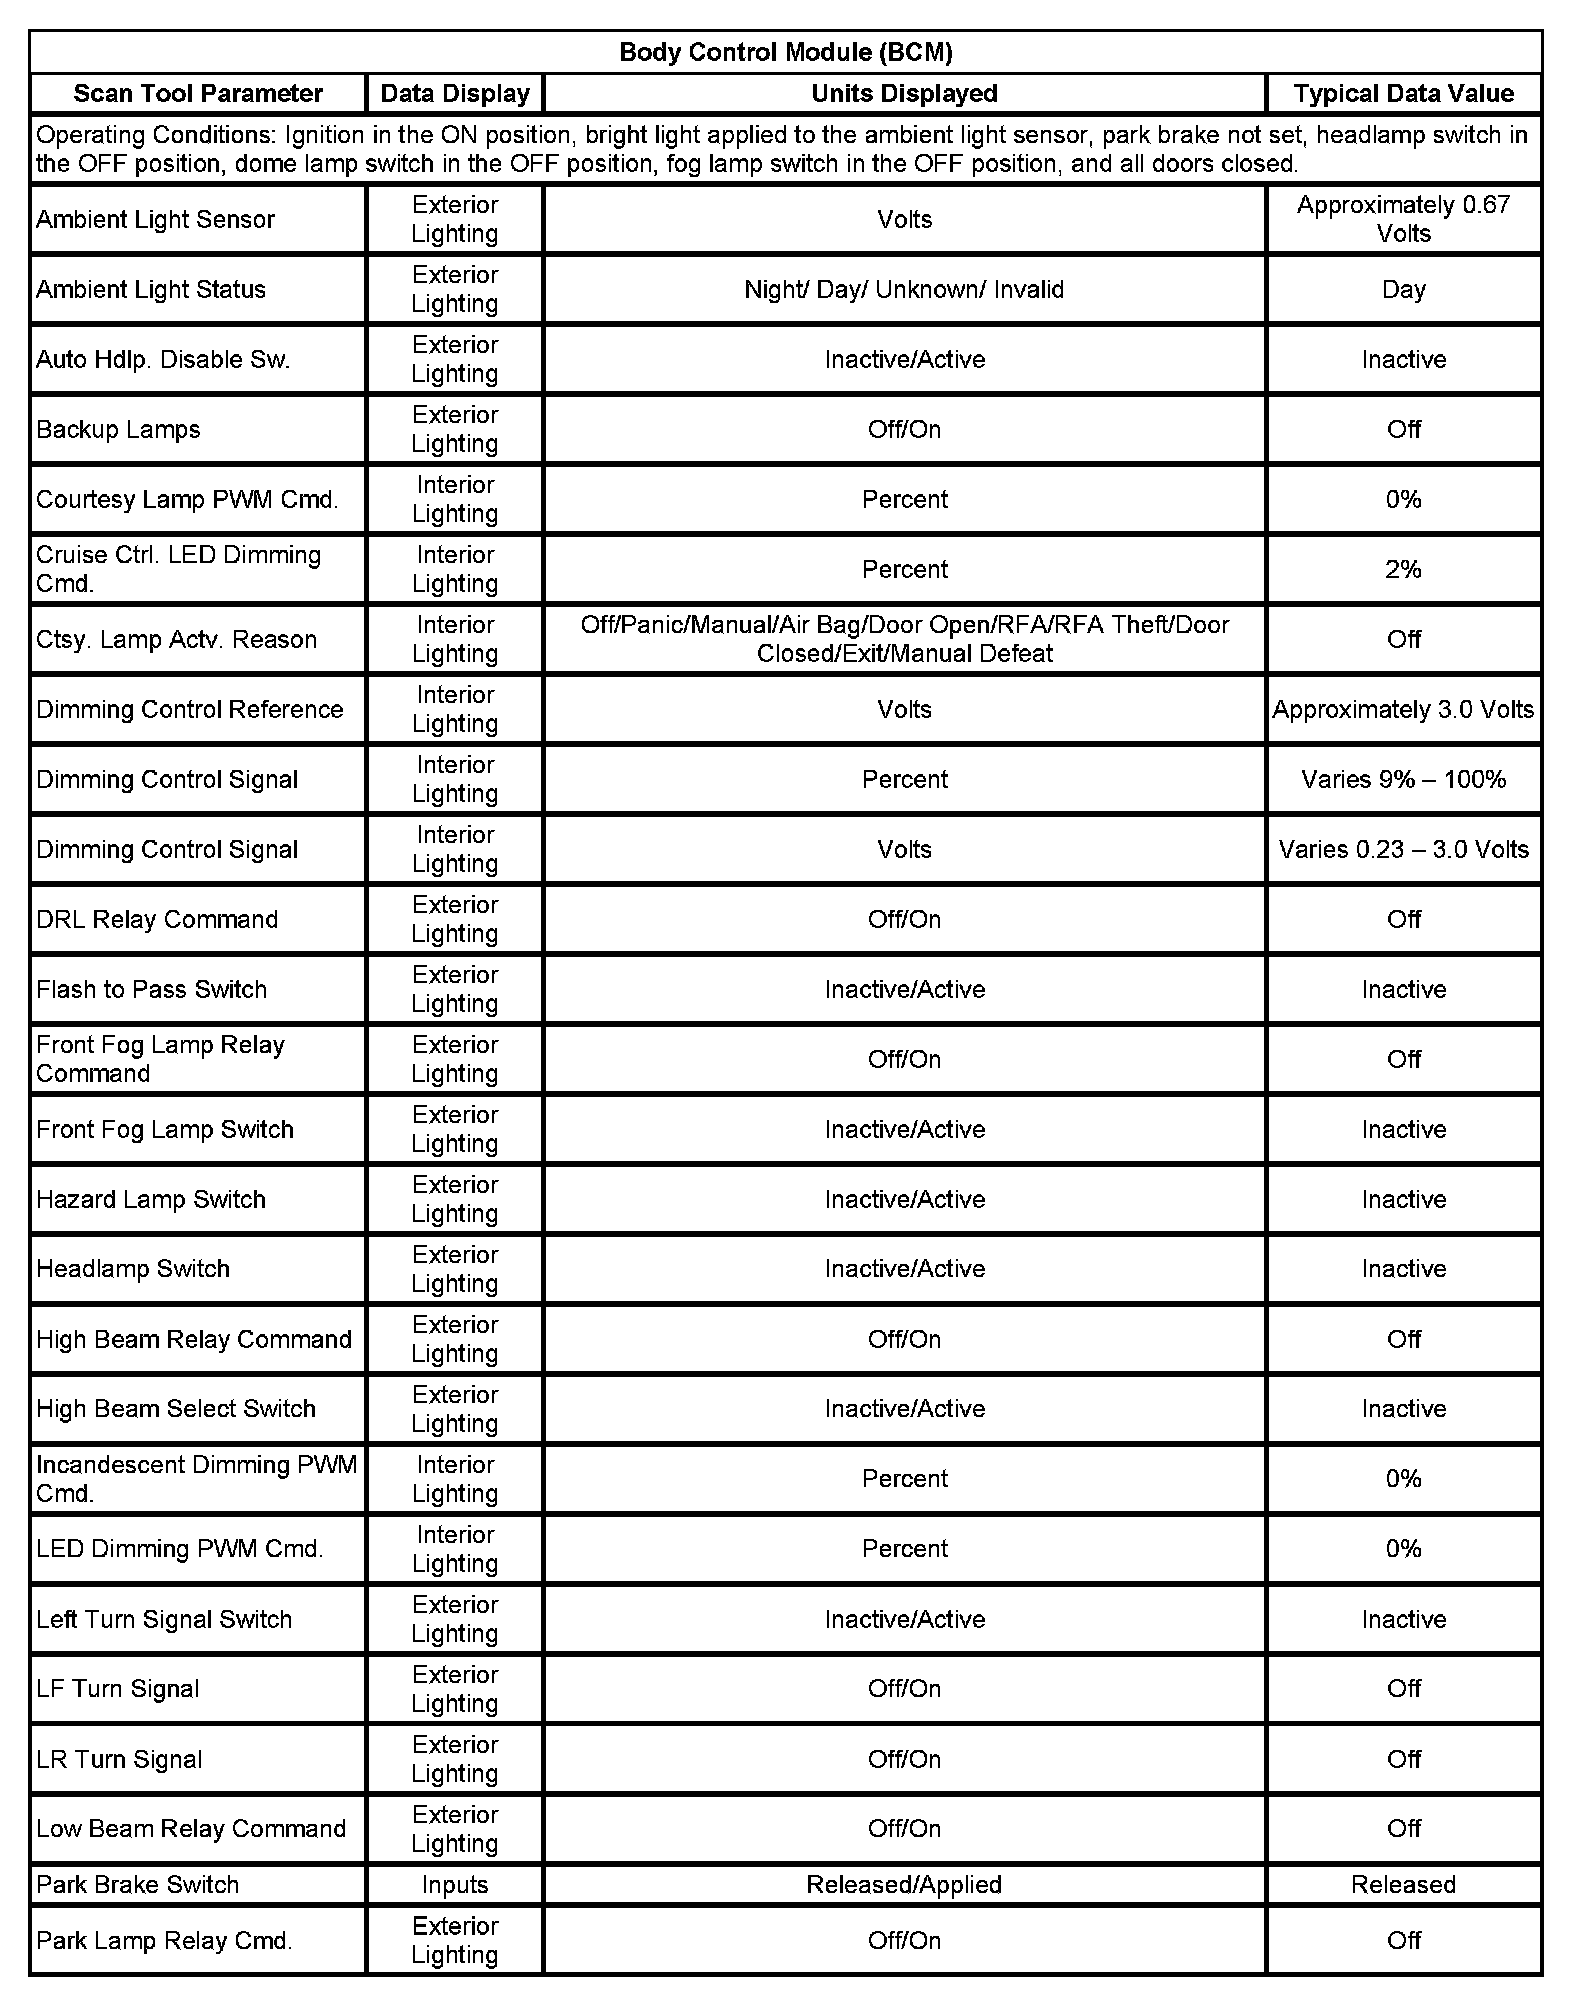 Body Control Module (BCM)
Scan Tool Parameter Data Display Units Displayed Typical Data Value
Operating Conditions: Ignition in the ON position, bright light applied to the ambient light sensor, park brake not set, headlamp switch in
the OFF position, dome lamp switch in the OFF position, fog lamp switch in the OFF position, and all doors closed.
Ambient Light Sensor
Exterior
Lighting
Volts
Approximately 0.67
Volts
Ambient Light Status
Exterior
Lighting
Night/ Day/ Unknown/ Invalid
Day
Auto Hdlp. Disable Sw.
Exterior
Lighting
Inactive/Active
Inactive
Backup Lamps
Exterior
Lighting
Off/On
Off
Courtesy Lamp PWM Cmd.
Interior
Lighting
Percent
0%
Cruise Ctrl. LED Dimming
Cmd.
Interior
Lighting
Percent
2%
Ctsy. Lamp Actv. Reason
Interior
Lighting
Off/Panic/Manual/Air Bag/Door Open/RFA/RFA Theft/Door
Closed/Exit/Manual Defeat
Off
Dimming Control Reference
Interior
Lighting
Volts
Approximately 3.0 Volts
Dimming Control Signal
Interior
Lighting
Percent
Varies 9% – 100%
Dimming Control Signal
Interior
Lighting
Volts
Varies 0.23 – 3.0 Volts
DRL Relay Command
Exterior
Lighting
Off/On
Off
Flash to Pass Switch
Exterior
Lighting
Inactive/Active
Inactive
Front Fog Lamp Relay
Command
Exterior
Lighting
Off/On
Off
Front Fog Lamp Switch
Exterior
Lighting
Inactive/Active
Inactive
Hazard Lamp Switch
Exterior
Lighting
Inactive/Active
Inactive
Headlamp Switch
Exterior
Lighting
Inactive/Active
Inactive
High Beam Relay Command
Exterior
Lighting
Off/On
Off
High Beam Select Switch
Exterior
Lighting
Inactive/Active
Inactive
Incandescent Dimming PWM
Cmd.
Interior
Lighting
Percent
0%
LED Dimming PWM Cmd.
Interior
Lighting
Percent
0%
Left Turn Signal Switch
Exterior
Lighting
Inactive/Active
Inactive
LF Turn Signal
Exterior
Lighting
Off/On
Off
LR Turn Signal
Exterior
Lighting
Off/On
Off
Low Beam Relay Command
Exterior
Lighting
Off/On
Off
Park Brake Switch
Inputs
Released/Applied
Released
Park Lamp Relay Cmd.
Exterior
Lighting
Off/On
Off